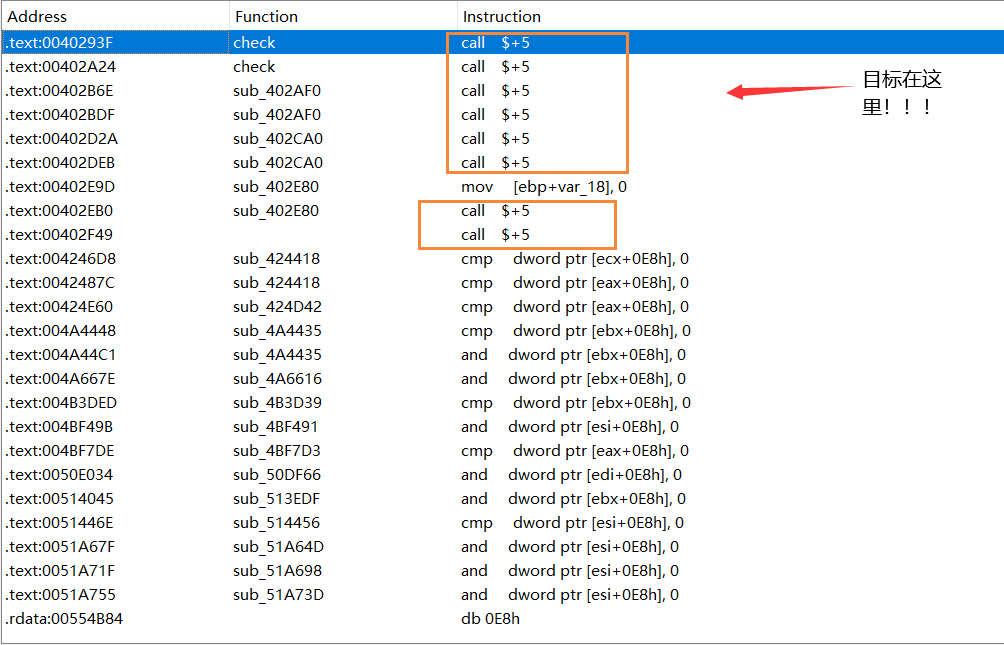 Address Function Instruction
.text:0040293F check call $+5
.text:00402A24 check call $+5
.text:00402B6E sub_402AF0 call $+5
.text:00402BDF sub_402AF0 call $+5
.text:00402D2A sub_402CA0 call $+5
.text:00402DEB sub_402CA0 call $+5
.text:00402E9D sub_402E80 mov [ebp+var_18], 0
.text:00402EB0 sub_402E80 call $+5
.text:00402F49 call $+5
.text:004246D8 sub_424418 cmp dword ptr [ecx+0E8h], 0
.text:0042487C sub_424418 cmp dword ptr [eax+0E8h], 0
.text:00424E60 sub_424D42 cmp dword ptr [eax+0E8h], 0
.text:004A4448 sub_4A4435 cmp dword ptr [ebx+0E8h], 0
.text:004A44C1 sub_4A4435 and dword ptr [ebx+0E8h], 0
.text:004A667E sub_4A6616 and dword ptr [ebx+0E8h], 0
.text:004B3DED sub_4B3D39 cmp dword ptr [ebx+0E8h], 0
.text:004BF49B sub_4BF491 and dword ptr [esi+0E8h], 0
.text:004BF7DE sub_4BF7D3 cmp dword ptr [eax+0E8h], 0
.text:0050E034 sub_50DF66 and dword ptr [edi+0E8h], 0
.text:00514045 sub_513EDF and dword ptr [ebx+0E8h], 0
.text:0051446E sub_514456 cmp dword ptr [esi+0E8h], 0
.text:0051A67F sub_51A64D and dword ptr [esi+0E8h], 0
.text:0051A71F sub_51A698 and dword ptr [esi+0E8h], 0
.text:0051A755 sub_51A73D and dword ptr [esi+0E8h], 0
.rdata:00554B84 db 0E8h
目标在这
里！！！